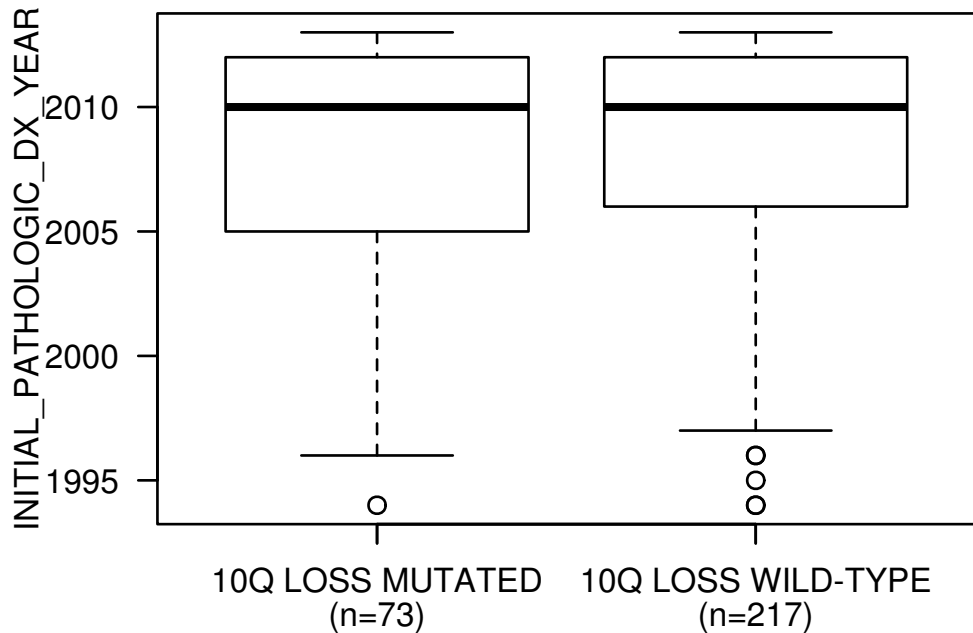 INITIAL_PATHOLOGIC_DX_YEAR
2010
2005
2000
1995
10Q LOSS MUTATED
(n=73)
10Q LOSS WILD-TYPE
(n=217)